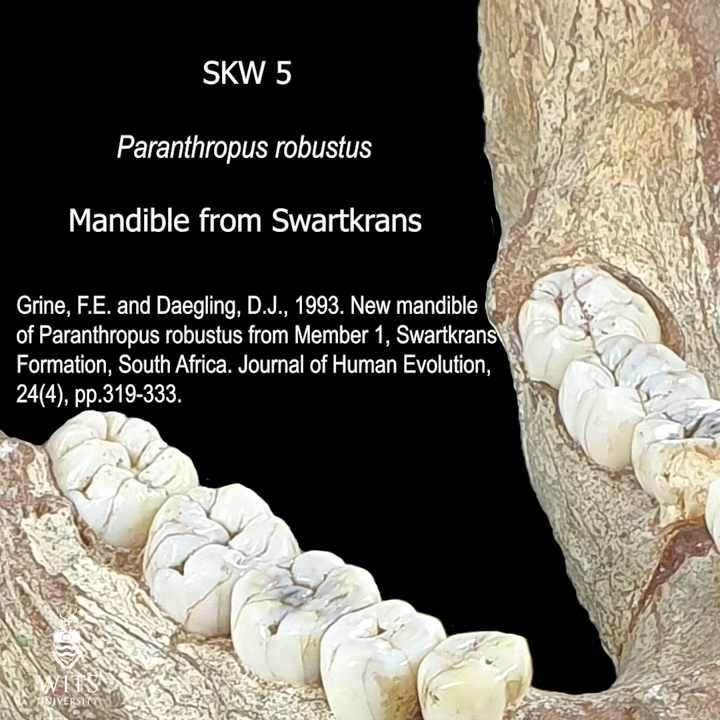 SKW 5
Paranthropus robustus
Mandible from Swartkrans
Grine, F.E. and Daegling, D.J., 1993. New mandible
of Paranthropus robustus from Member 1, Swartkrans
Formation, South Africa. Journal of Human Evolution,
24(4), pp.319-333.
WITS
UNIVERSITY